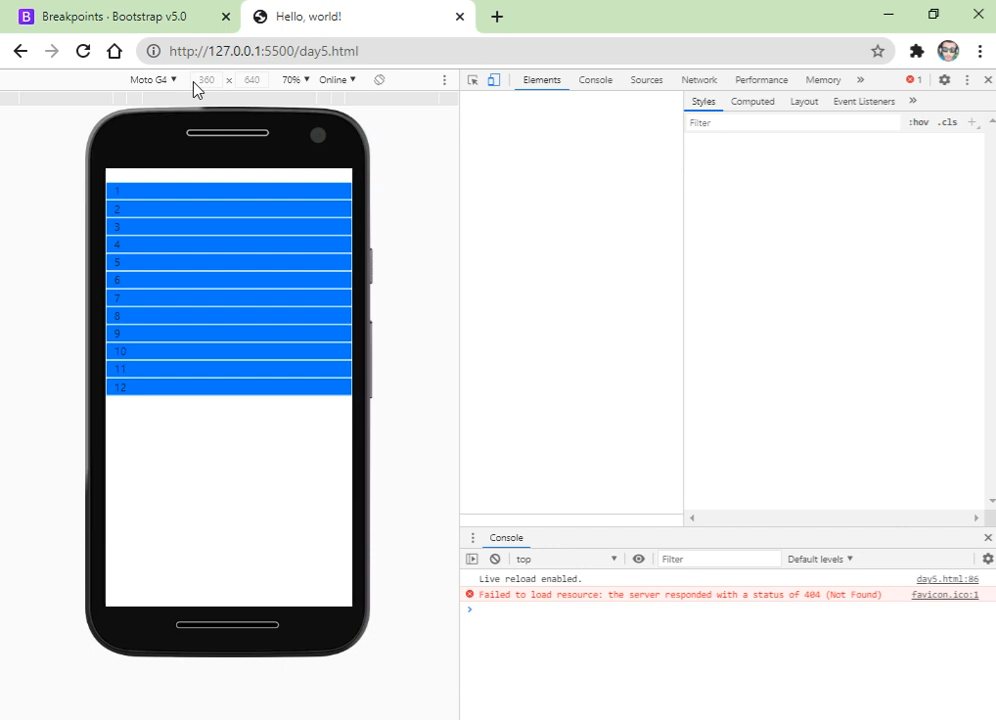 B Breakpoints · Bootstrap v5.0 Hello, world!
http://127.0.0.1:5500/day5.html
Moto G4 ▼ 360 × 640 70% ▼ Online ▼ Elements Console Sources Network Performance Memory » 1
Styles Computed Layout Event Listeners »
Filter :hov .cls +
1
2
3
4
5
6
7
8
9
10
11
12
Console
top ▼ Filter Default levels ▼
Live reload enabled. day5.html:86
Failed to load resource: the server responded with a status of 404 (Not Found) favicon.ico:1
>